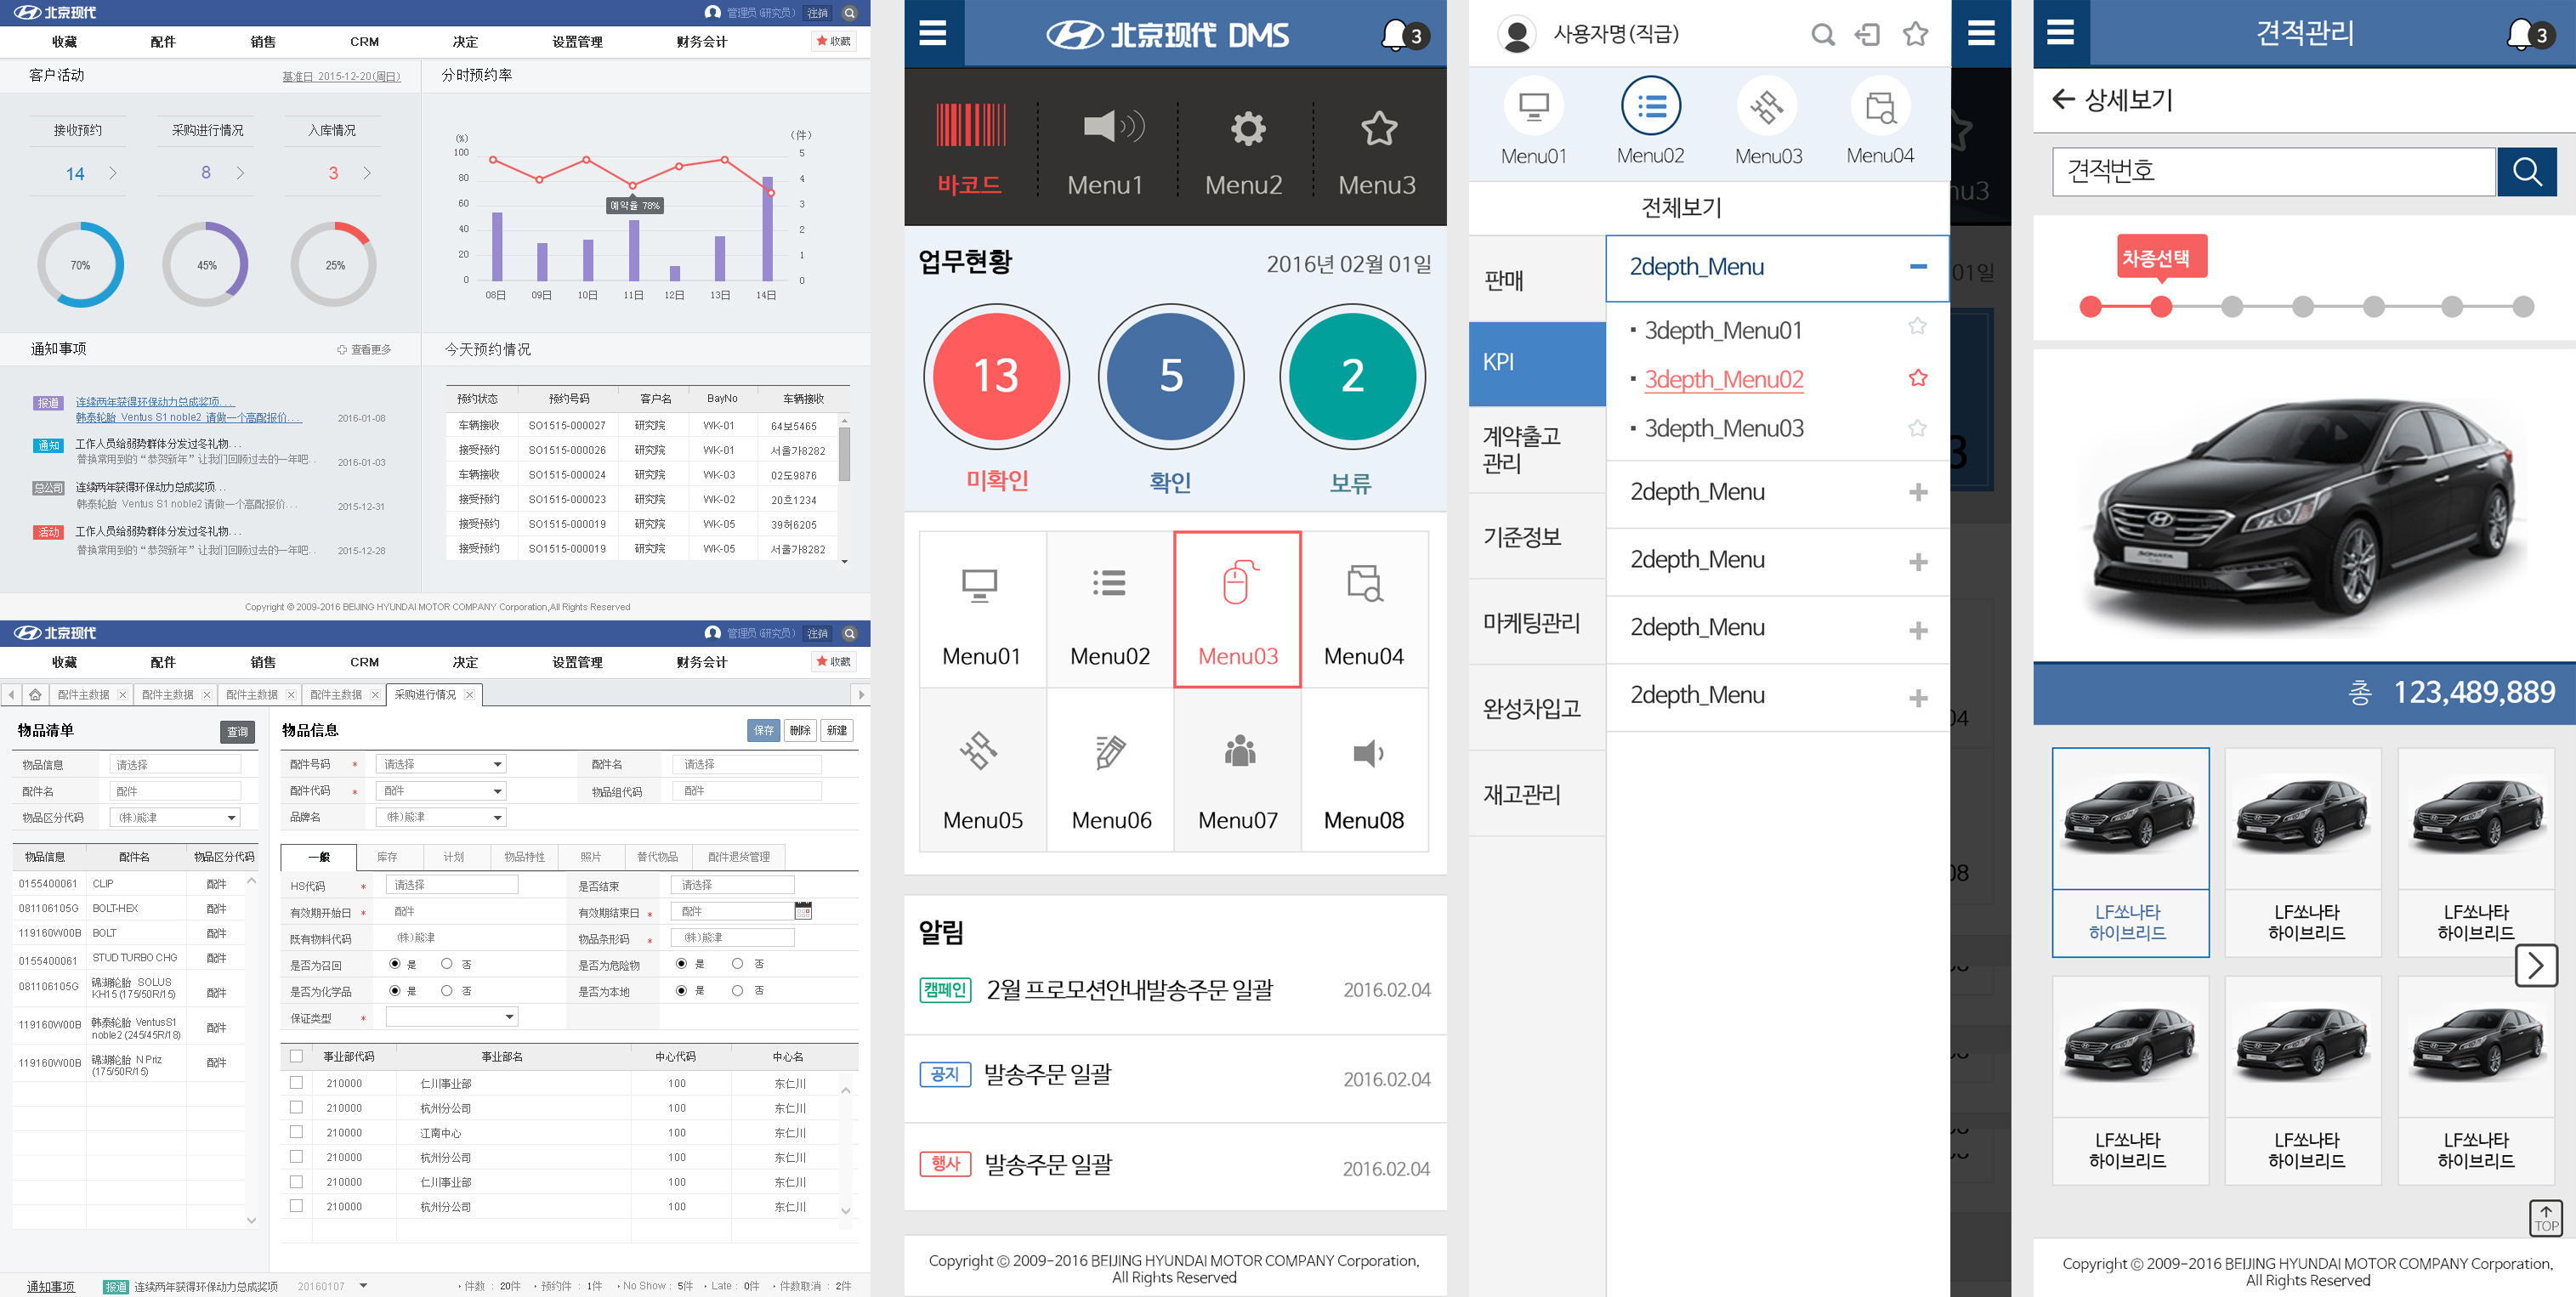 北京现代
管理员(研究员) 注销
收藏 配件 销售 CRM 决定 设置管理 财务会计 收藏
客户活动 基准日 2015-12-20(周日)
接收预约 采购进行情况 入库情况
14 8 3
70% 45% 25%
分时预约率
(%) (件)
100 5
80 4
60 3
40 2
20 1
0 0
예약율 78%
08日 09日 10日 11日 12日 13日 14日
通知事项 查看更多
报道 连续两年获得环保动力总成奖项...
韩泰轮胎 Ventus S1 noble2 请做一个高配报价... 2016-01-08
通知 工作人员给弱势群体分发过冬礼物...
替换常用到的“恭贺新年”让我们回顾过去的一年吧.. 2016-01-03
总公司 连续两年获得环保动力总成奖项...
韩泰轮胎 Ventus S1 noble2 请做一个高配报价... 2015-12-31
活动 工作人员给弱势群体分发过冬礼物...
替换常用到的“恭贺新年”让我们回顾过去的一年吧.. 2015-12-28
今天预约情况
预约状态 预约号码 客户名 BayNo 车辆接收
车辆接收 SO1515-000027 研究院 WK-01 64보5465
接受预约 SO1515-000026 研究院 WK-01 서울가8282
车辆接收 SO1515-000024 研究院 WK-03 02도9876
接受预约 SO1515-000023 研究院 WK-02 20호1234
接受预约 SO1515-000019 研究院 WK-05 39허6205
接受预约 SO1515-000019 研究院 WK-05 서울가8282
Copyright © 2009-2016 BEIJING HYUNDAI MOTOR COMPANY Corporation,All Rights Reserved
北京现代
管理员(研究员) 注销
收藏 配件 销售 CRM 决定 设置管理 财务会计 收藏
配件主数据 配件主数据 配件主数据 配件主数据 采购进行情况
物品清单 查询
物品信息 请选择
配件名 配件
物品区分代码 (株)熊津
物品信息 配件名 物品区分代码
0155400061 CLIP 配件
081106105G BOLT-HEX 配件
119160W00B BOLT 配件
0155400061 STUD TURBO CHG 配件
081106105G 锦湖轮胎 SOLUS KH15 (175/50R/15) 配件
119160W00B 韩泰轮胎 VentusS1 noble2 (245/45R/18) 配件
119160W00B 锦湖轮胎 N Priz (175/50R/15) 配件
物品信息 保存 删除 新建
配件号码 * 请选择 配件名 请选择
配件代码 * 配件 物品组代码 配件
品牌名 (株)熊津
一般 库存 计划 物品特性 照片 替代物品 配件退货管理
HS代码 * 请选择 是否结束 请选择
有效期开始日 * 配件 有效期结束日 * 配件
既有物料代码 (株)熊津 物品条形码 * (株)熊津
是否为召回 是 否 是否为危险物 是 否
是否为化学品 是 否 是否为本地 是 否
保证类型 *
事业部代码 事业部名 中心代码 中心名
210000 仁川事业部 100 东仁川
210000 杭州分公司 100 东仁川
210000 江南中心 100 东仁川
210000 杭州分公司 100 东仁川
210000 仁川事业部 100 东仁川
210000 杭州分公司 100 东仁川
通知事项 报道 连续两年获得环保动力总成奖项 20160107
· 件数 : 20件 · 预约件 : 1件 · No Show : 5件 · Late : 0件 · 件数取消 : 2件
北京现代 DMS 3
바코드 Menu1 Menu2 Menu3
업무현황 2016년 02월 01일
13 5 2
미확인 확인 보류
Menu01 Menu02 Menu03 Menu04
Menu05 Menu06 Menu07 Menu08
알림
캠페인 2월 프로모션안내발송주문 일괄 2016.02.04
공지 발송주문 일괄 2016.02.04
행사 발송주문 일괄 2016.02.04
Copyright © 2009-2016 BEIJING HYUNDAI MOTOR COMPANY Corporation,
All Rights Reserved
사용자명(직급)
Menu01 Menu02 Menu03 Menu04
전체보기
판매
KPI
계약출고
관리
기준정보
마케팅관리
완성차입고
재고관리
2depth_Menu
· 3depth_Menu01
· 3depth_Menu02
· 3depth_Menu03
2depth_Menu
2depth_Menu
2depth_Menu
2depth_Menu
견적관리 3
상세보기
견적번호
차종선택
총 123,489,889
LF쏘나타 LF쏘나타 LF쏘나타
하이브리드 하이브리드 하이브리드
LF쏘나타 LF쏘나타 LF쏘나타
하이브리드 하이브리드 하이브리드
TOP
Copyright © 2009-2016 BEIJING HYUNDAI MOTOR COMPANY Corporation,
All Rights Reserved